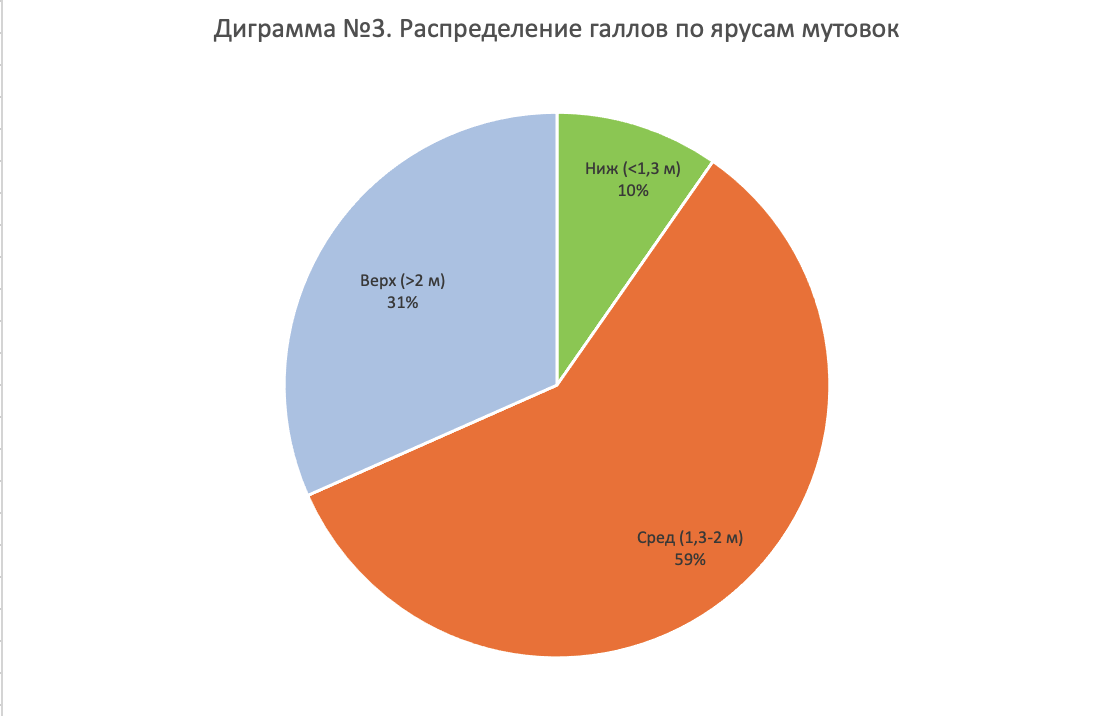 Диграмма №3. Распределение галлов по ярусам мутовок
Ниж (<1,3 м)
10%
Верх (>2 м)
31%
Сред (1,3-2 м)
59%